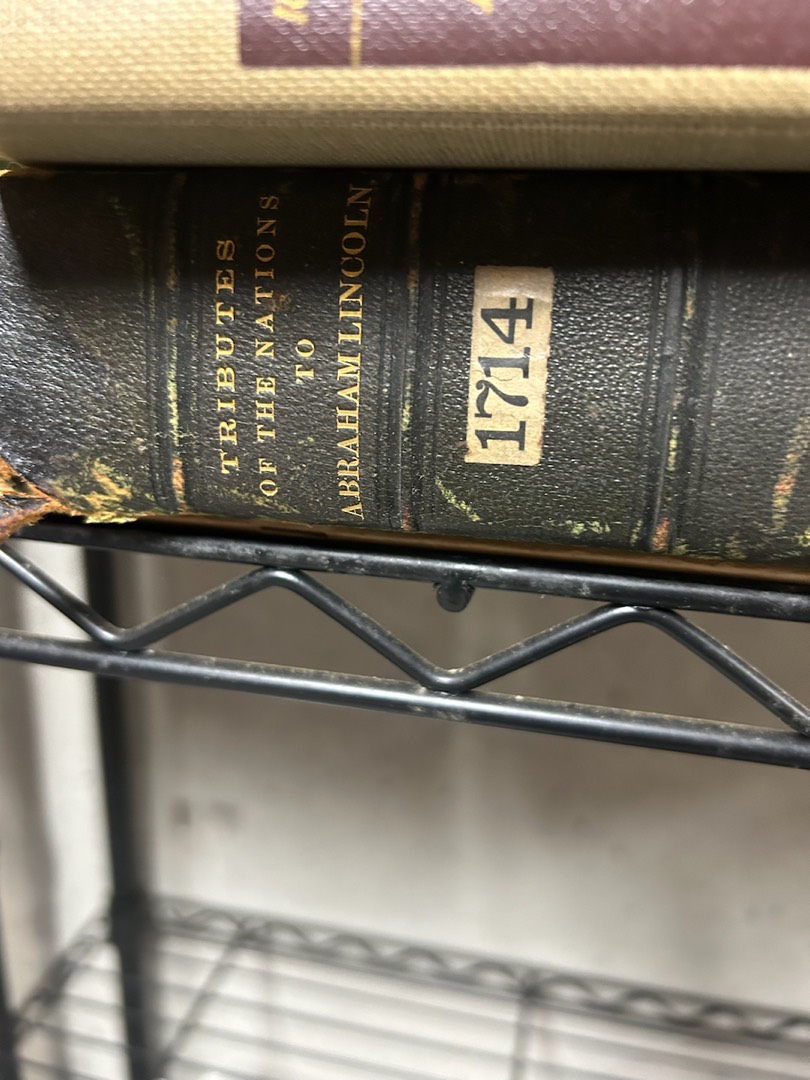 TRIBUTES
OF THE NATIONS
TO
ABRAHAM LINCOLN
1714